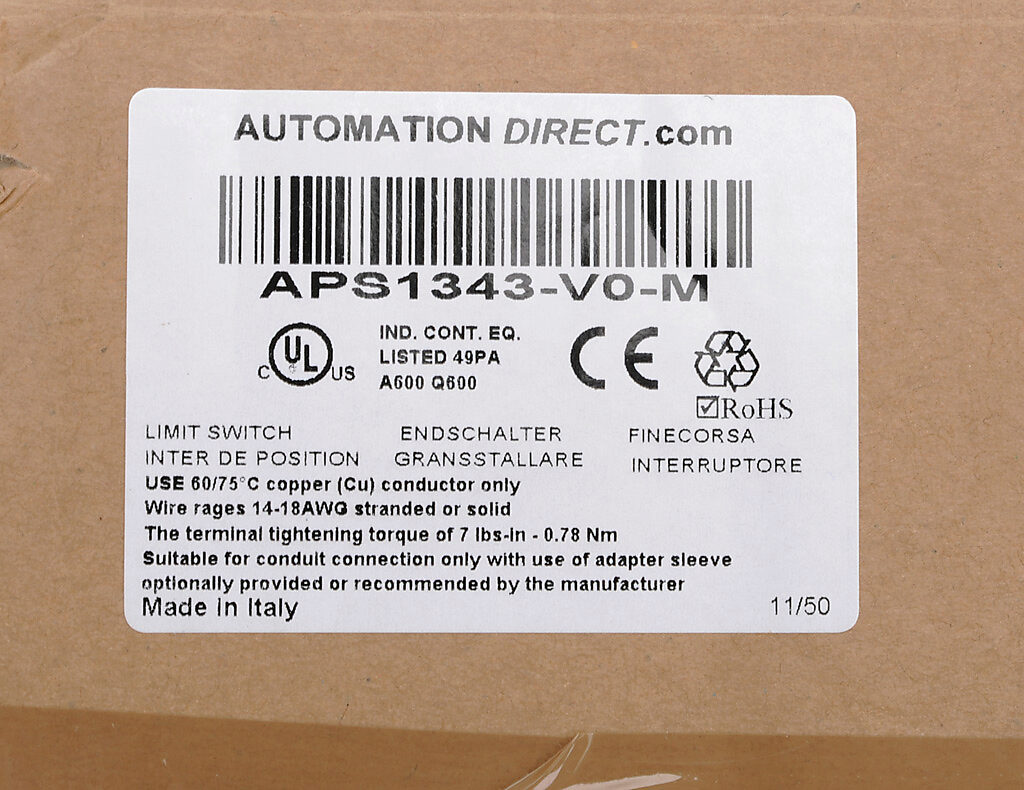 AUTOMATION DIRECT.com
APS1343-V0-M
C UL US
IND. CONT. EQ.
LISTED 49PA
A600 Q600
CE
RoHS
LIMIT SWITCH ENDSCHALTER FINECORSA
INTER DE POSITION GRANSSTALLARE INTERRUPTORE
USE 60/75°C copper (Cu) conductor only
Wire rages 14-18AWG stranded or solid
The terminal tightening torque of 7 lbs-in - 0.78 Nm
Suitable for conduit connection only with use of adapter sleeve
optionally provided or recommended by the manufacturer
Made in Italy 11/50